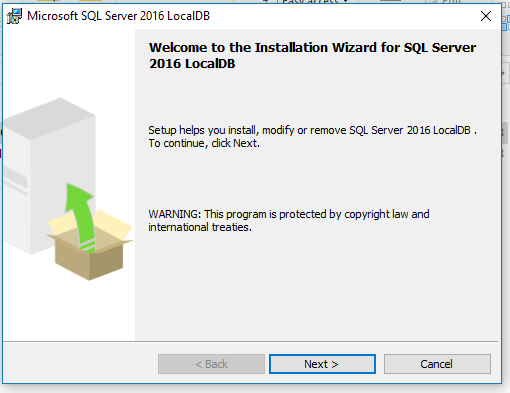 Microsoft SQL Server 2016 LocalDB
Welcome to the Installation Wizard for SQL Server
2016 LocalDB
Setup helps you install, modify or remove SQL Server 2016 LocalDB .
To continue, click Next.
WARNING: This program is protected by copyright law and
international treaties.
< Back
Next >
Cancel